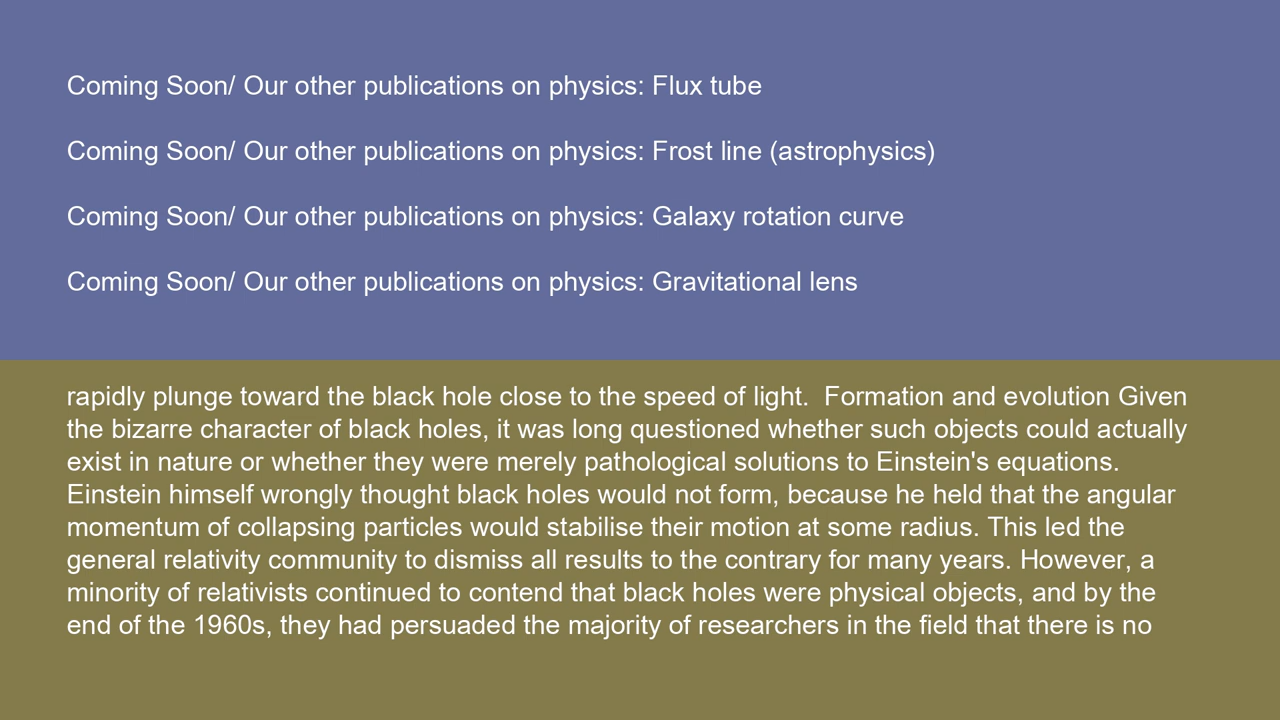 Coming Soon/ Our other publications on physics: Flux tube
Coming Soon/ Our other publications on physics: Frost line (astrophysics)
Coming Soon/ Our other publications on physics: Galaxy rotation curve
Coming Soon/ Our other publications on physics: Gravitational lens
rapidly plunge toward the black hole close to the speed of light.  Formation and evolution Given
the bizarre character of black holes, it was long questioned whether such objects could actually
exist in nature or whether they were merely pathological solutions to Einstein's equations.
Einstein himself wrongly thought black holes would not form, because he held that the angular
momentum of collapsing particles would stabilise their motion at some radius. This led the
general relativity community to dismiss all results to the contrary for many years. However, a
minority of relativists continued to contend that black holes were physical objects, and by the
end of the 1960s, they had persuaded the majority of researchers in the field that there is no